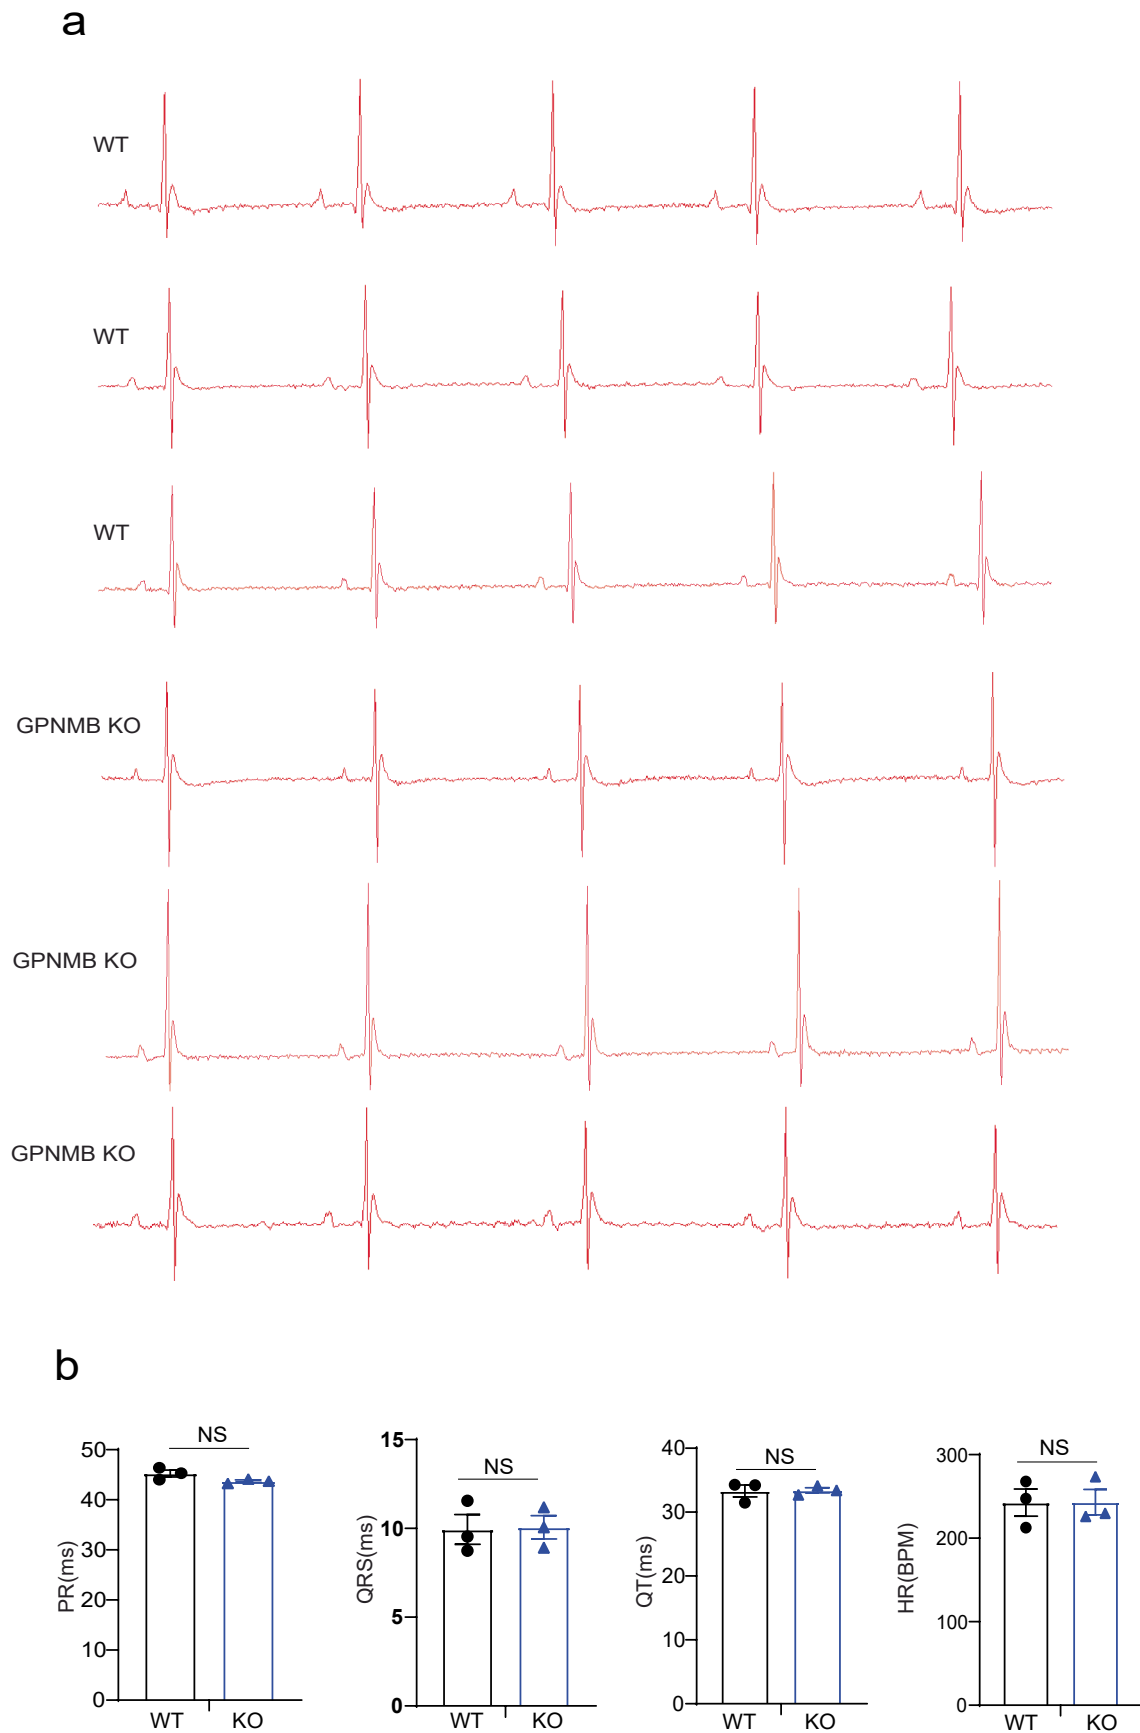 a
WT
WT
WT
GPNMB KO
GPNMB KO
GPNMB KO
b
PR(ms)
50
40
30
20
10
0
NS
WT
KO
QRS(ms)
15
10
5
0
NS
WT
KO
QT(ms)
40
30
20
10
0
NS
WT
KO
HR(BPM)
300
200
100
0
NS
WT
KO